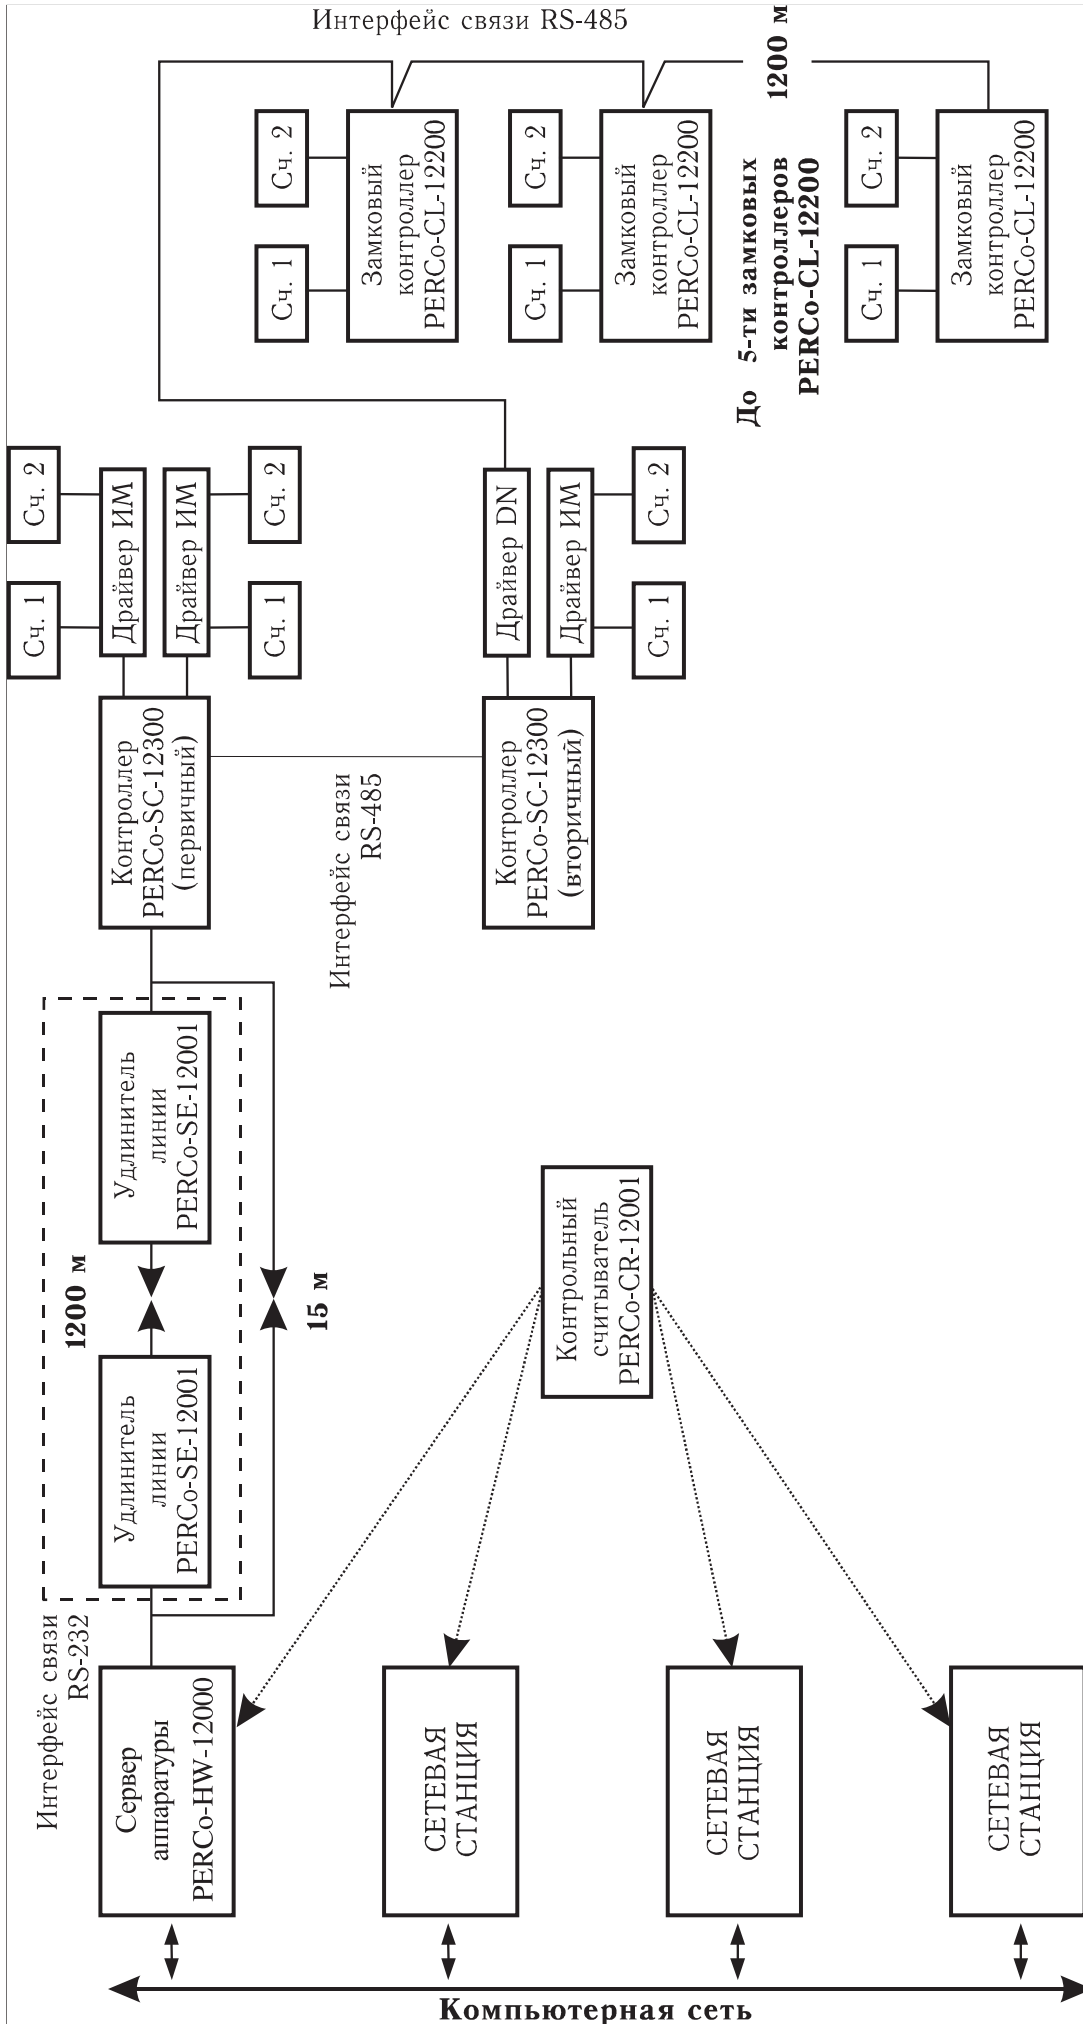 Интерфейс связи RS-485
1200 м
Сч. 2
Сч. 1
Замковый
контроллер
PERCo-CL-12200
Сч. 2
Сч. 1
Замковый
контроллер
PERCo-CL-12200
До 5-ти замковых
контроллеров
PERCo-CL-12200
Сч. 2
Сч. 1
Замковый
контроллер
PERCo-CL-12200
Сч. 2
Сч. 1
Драйвер ИМ
Драйвер ИМ
Сч. 2
Сч. 1
Драйвер DN
Драйвер ИМ
Сч. 2
Сч. 1
Контроллер
PERCo-SC-12300
(первичный)
Интерфейс связи
RS-485
Контроллер
PERCo-SC-12300
(вторичный)
Удлинитель
линии
PERCo-SE-12001
1200 м
15 м
Удлинитель
линии
PERCo-SE-12001
Контрольный
считыватель
PERCo-CR-12001
Интерфейс связи
RS-232
Сервер
аппаратуры
PERCo-HW-12000
СЕТЕВАЯ
СТАНЦИЯ
СЕТЕВАЯ
СТАНЦИЯ
СЕТЕВАЯ
СТАНЦИЯ
Компьютерная сеть